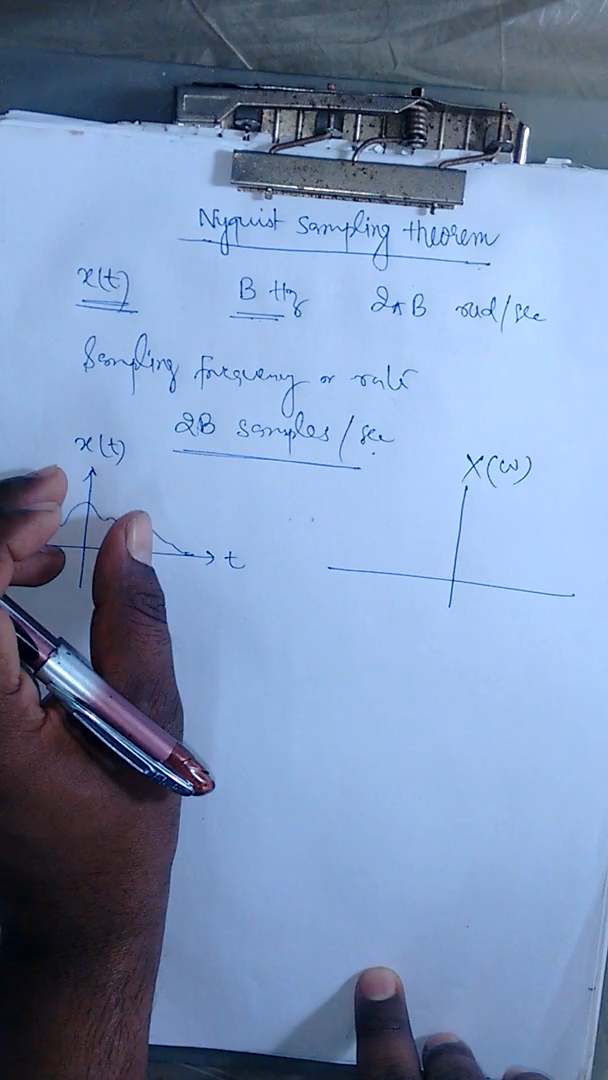 Nyquist Sampling theorem
x(t) B Hz 2πB rad/sec
Sampling frequency or rate
2B samples/sec
x(t)
X(ω)
t